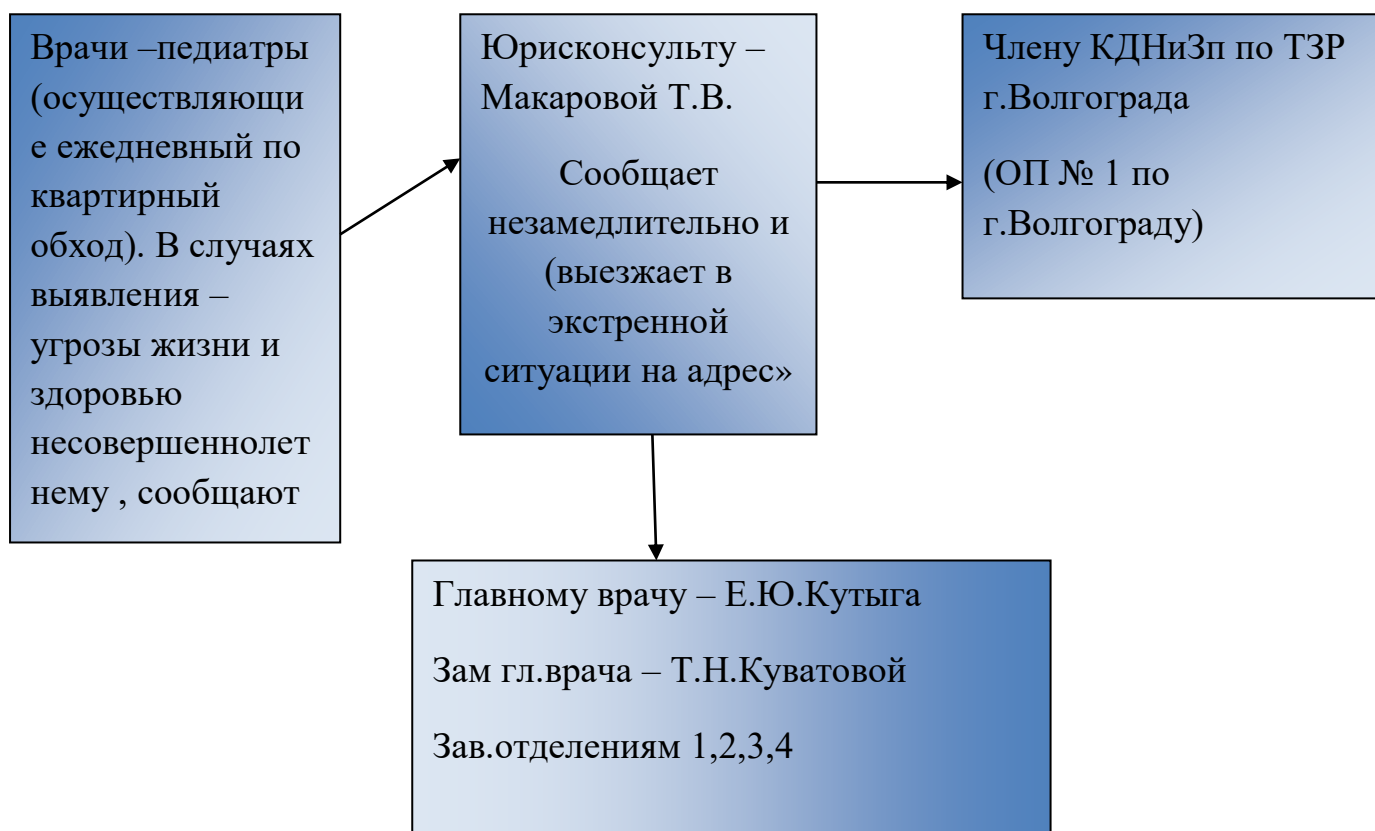 Врачи –педиатры
(осуществляющи
е ежедневный по
квартирный
обход). В случаях
выявления –
угрозы жизни и
здоровью
несовершеннолет
нему , сообщают
Юрисконсульту –
Макаровой Т.В.
Сообщает
незамедлительно и
(выезжает в
экстренной
ситуации на адрес»
Члену КДНиЗп по ТЗР
г.Волгограда
(ОП № 1 по
г.Волгограду)
Главному врачу – Е.Ю.Кутыга
Зам гл.врача – Т.Н.Куватовой
Зав.отделениям 1,2,3,4